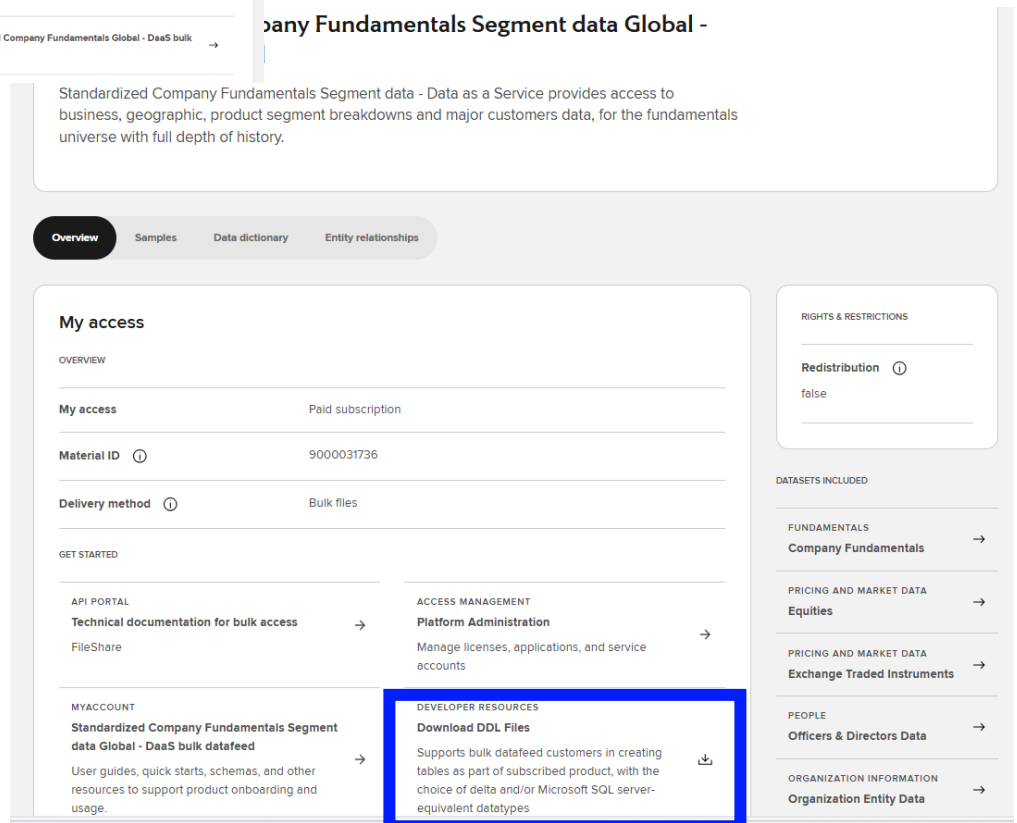 Company Fundamentals Global - DaaS bulk
Fundamentals Segment data Global -
Standardized Company Fundamentals Segment data - Data as a Service provides access to
business, geographic, product segment breakdowns and major customers data, for the fundamentals
universe with full depth of history.
Overview
Samples
Data dictionary
Entity relationships
My access
OVERVIEW
My access
Paid subscription
Material ID
9000031736
Delivery method
Bulk files
GET STARTED
API PORTAL
Technical documentation for bulk access
FileShare
ACCESS MANAGEMENT
Platform Administration
Manage licenses, applications, and service
accounts
MYACCOUNT
Standardized Company Fundamentals Segment
data Global - DaaS bulk datafeed
User guides, quick starts, schemas, and other
resources to support product onboarding and
usage.
DEVELOPER RESOURCES
Download DDL Files
Supports bulk datafeed customers in creating
tables as part of subscribed product, with the
choice of delta and/or Microsoft SQL server-
equivalent datatypes
RIGHTS & RESTRICTIONS
Redistribution
false
DATASETS INCLUDED
FUNDAMENTALS
Company Fundamentals
PRICING AND MARKET DATA
Equities
PRICING AND MARKET DATA
Exchange Traded Instruments
PEOPLE
Officers & Directors Data
ORGANIZATION INFORMATION
Organization Entity Data